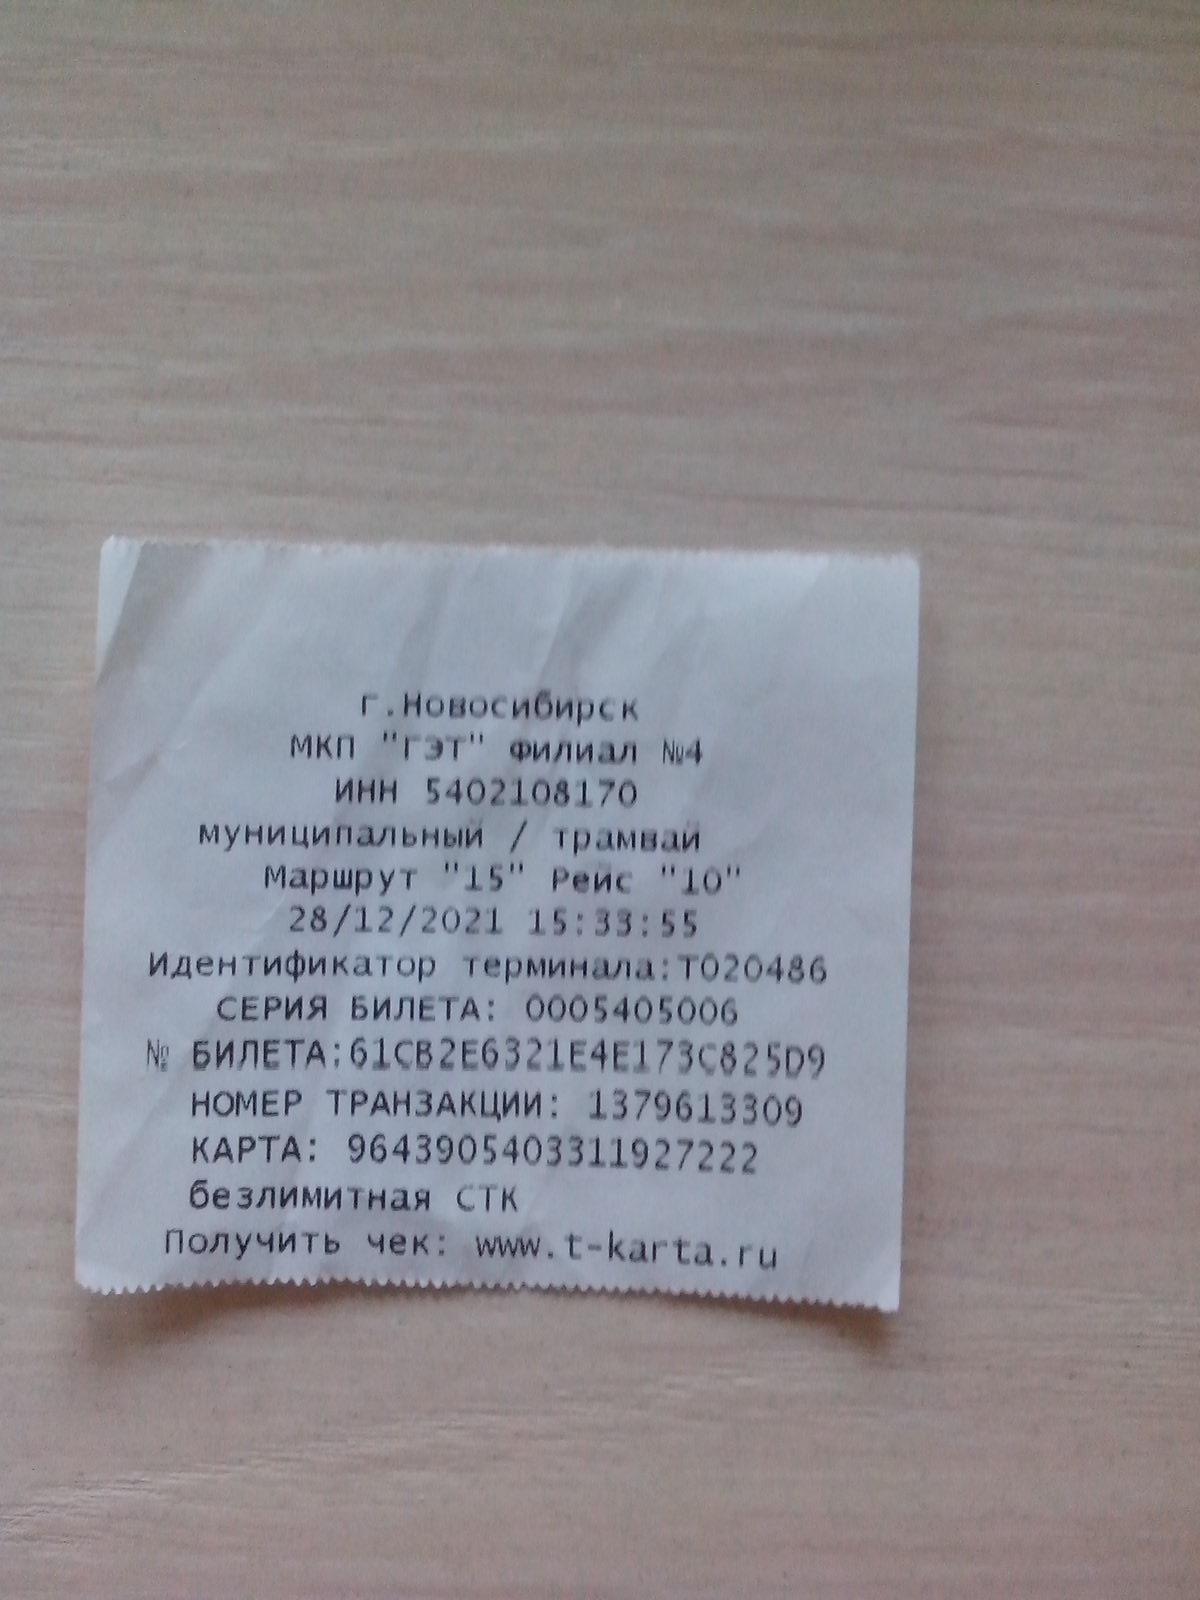 г.Новосибирск
МКП "ГЭТ" Филиал №4
ИНН 5402108170
муниципальный / трамвай
Маршрут "15" Рейс "10"
28/12/2021 15:33:55
Идентификатор терминала:T020486
СЕРИЯ БИЛЕТА: 0005405006
№ БИЛЕТА:61CB2E6321E4E173C825D9
НОМЕР ТРАНЗАКЦИИ: 1379613309
КАРТА: 9643905403311927222
безлимитная СТК
Получить чек: www.t-karta.ru